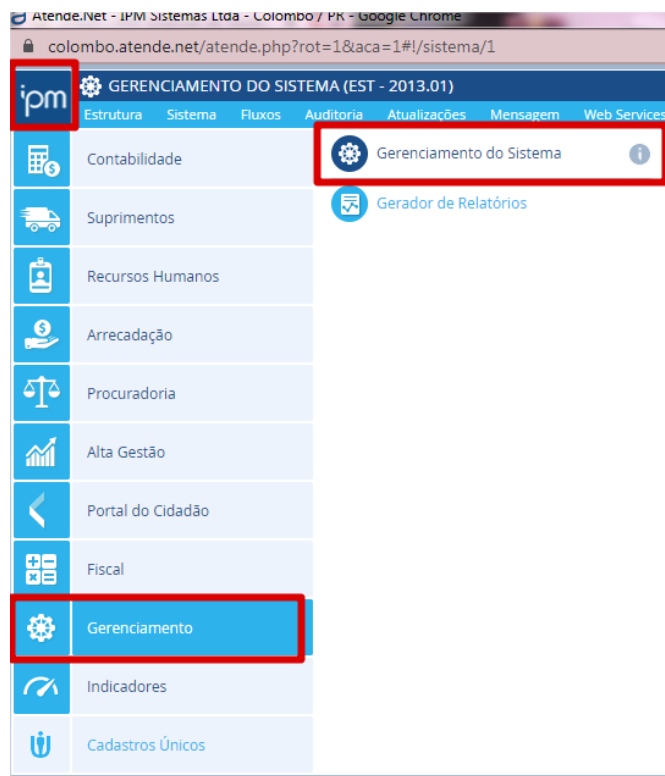 Atende.Net - IPM Sistemas Ltda - Colombo / PR - Google Chrome
colombo.atende.net/atende.php?rot=1&aca=1#!/sistema/1
ipm
GERENCIAMENTO DO SISTEMA (EST - 2013.01)
Estrutura Sistema Fluxos Auditoria Atualizações Mensagem Web Services
Contabilidade
Suprimentos
Recursos Humanos
Arrecadação
Procuradoria
Alta Gestão
Portal do Cidadão
Fiscal
Gerenciamento
Indicadores
Cadastros Únicos
Gerenciamento do Sistema
Gerador de Relatórios